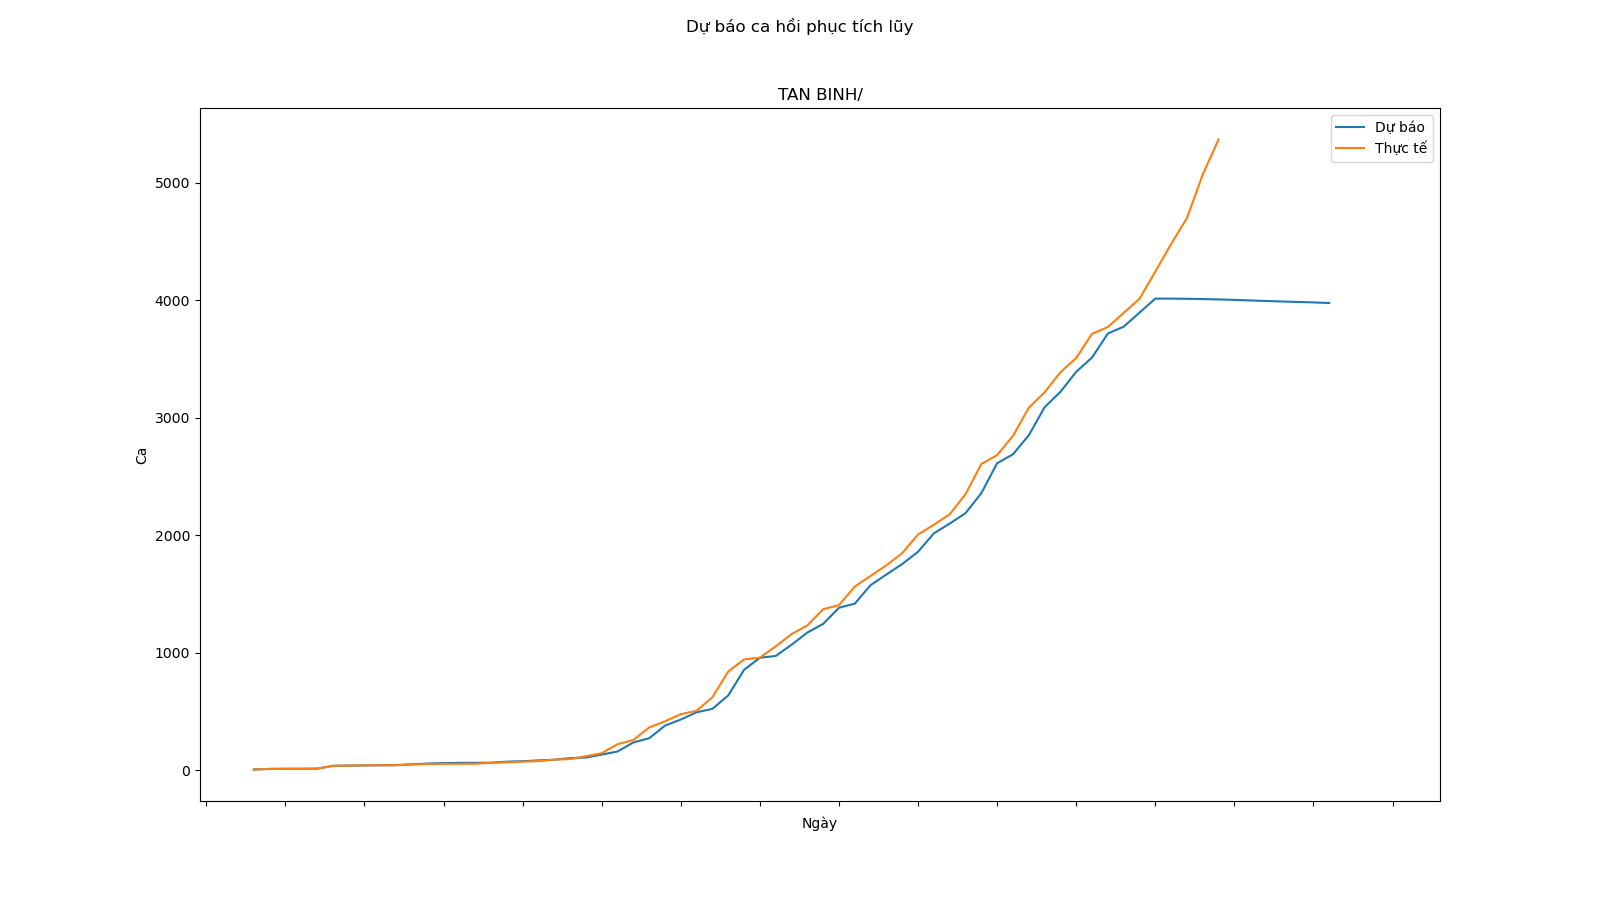 Dự báo ca hồi phục tích lũy
TAN BINH/
Dự báo
Thực tế
5000
4000
3000
2000
1000
0
Ca
Ngày